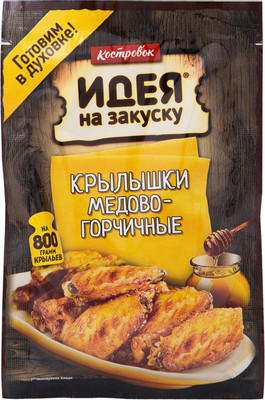 Готовим
в духовке!
Костровок
ИДЕЯ®
на закуску
КРЫЛЫШКИ
МЕДОВО-
ГОРЧИЧНЫЕ
НА
800
ГРАММ
КРЫЛЬЕВ